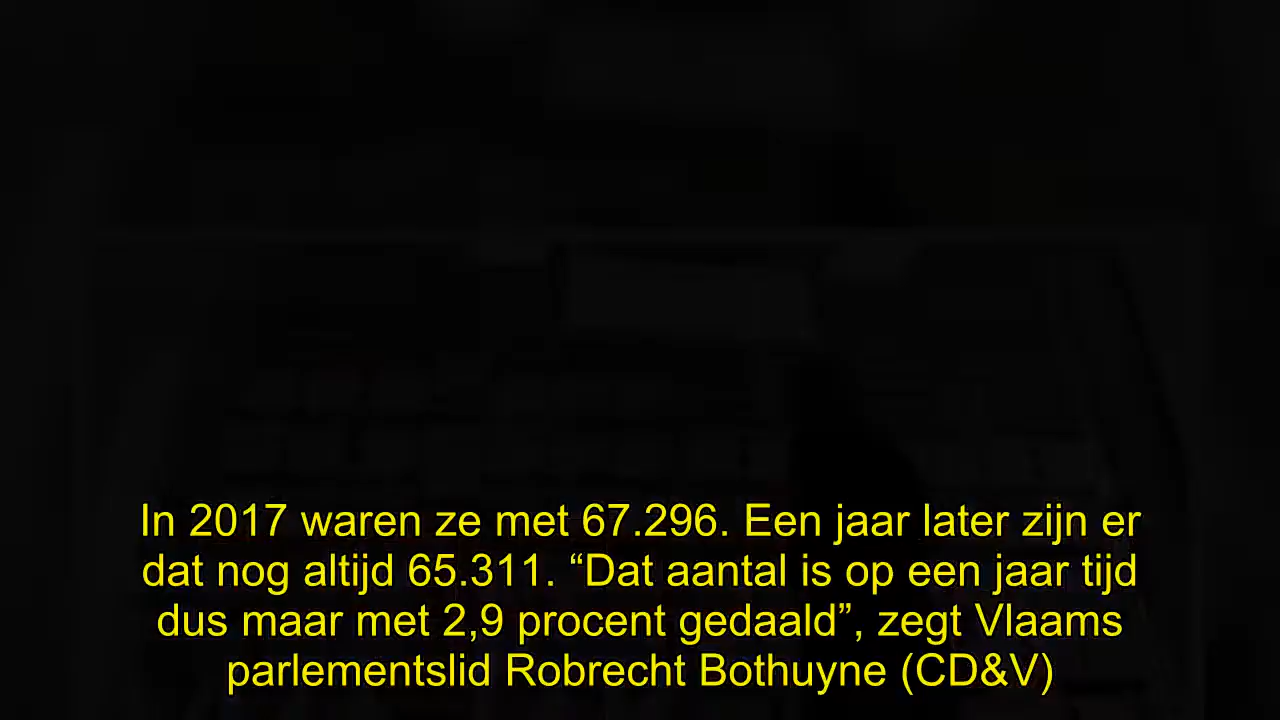 In 2017 waren ze met 67.296. Een jaar later zijn er
dat nog altijd 65.311. “Dat aantal is op een jaar tijd
dus maar met 2,9 procent gedaald”, zegt Vlaams
parlementslid Robrecht Bothuyne (CD&V)